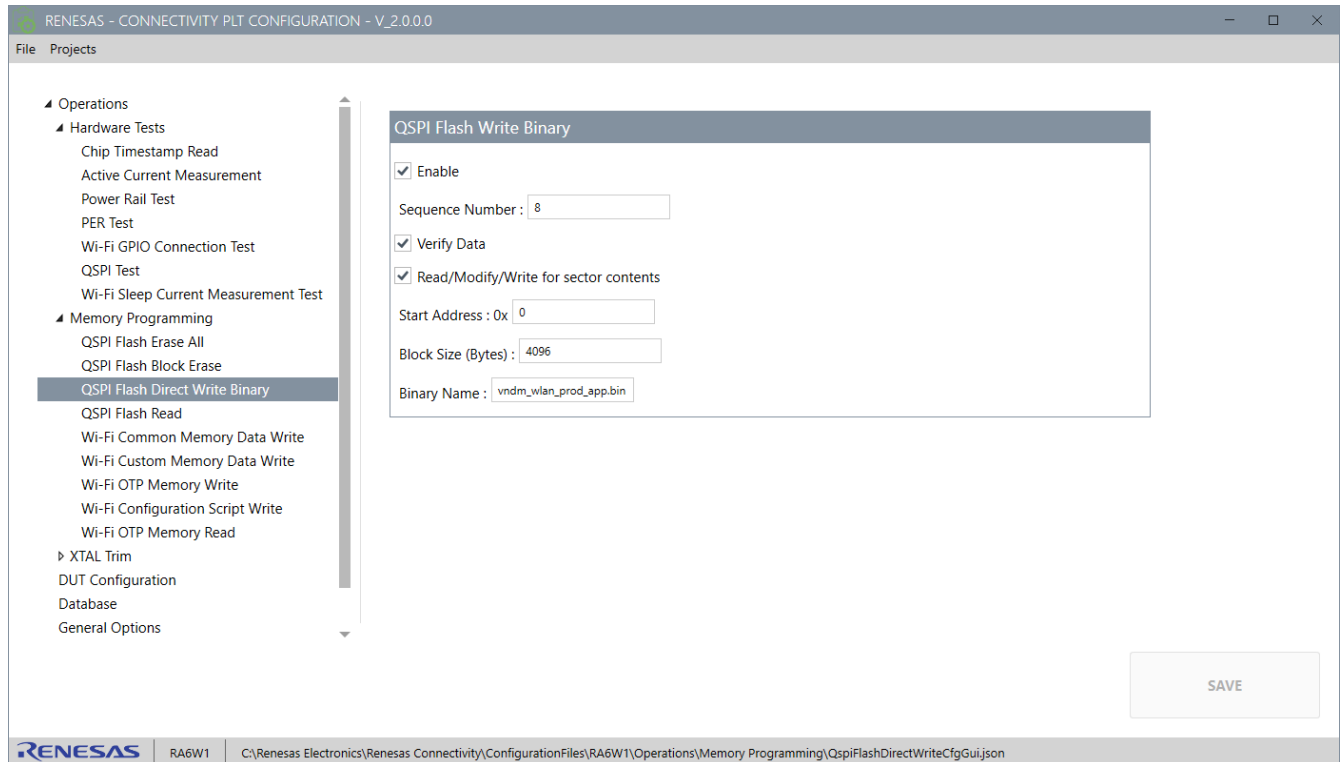 RENESAS - CONNECTIVITY PLT CONFIGURATION - V_2.0.0.0
File Projects
Operations
Hardware Tests
Chip Timestamp Read
Active Current Measurement
Power Rail Test
PER Test
Wi-Fi GPIO Connection Test
QSPI Test
Wi-Fi Sleep Current Measurement Test
Memory Programming
QSPI Flash Erase All
QSPI Flash Block Erase
QSPI Flash Direct Write Binary
QSPI Flash Read
Wi-Fi Common Memory Data Write
Wi-Fi Custom Memory Data Write
Wi-Fi OTP Memory Write
Wi-Fi Configuration Script Write
Wi-Fi OTP Memory Read
XTAL Trim
DUT Configuration
Database
General Options
QSPI Flash Write Binary
Enable
Sequence Number : 8
Verify Data
Read/Modify/Write for sector contents
Start Address : 0x 0
Block Size (Bytes) : 4096
Binary Name : vndm_wlan_prod_app.bin
SAVE
RENESAS RA6W1 C:\Renesas Electronics\Renesas Connectivity\ConfigurationFiles\RA6W1\Operations\Memory Programming\QspiFlashDirectWriteCfgGui.json